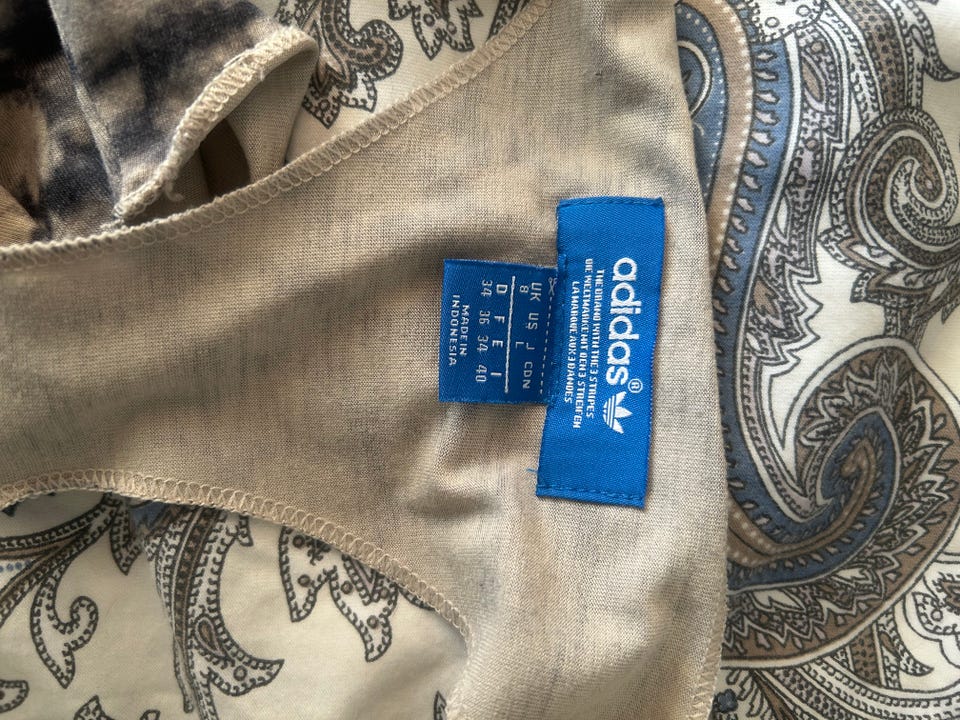 adidas®
THE BRAND WITH THE 3 STRIPES
DIE WELTMARKE MIT DEN 3 STREIFEN
LA MARQUE AUX 3 BANDES
UK US J CDN
8 L
D F E I
34 36 34 40
MADE IN
INDONESIA